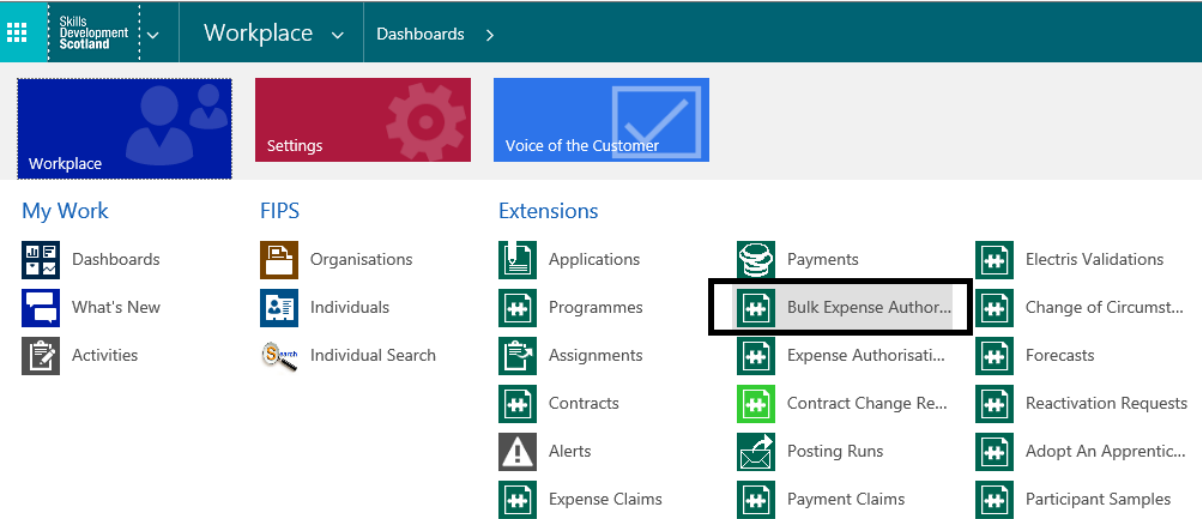 Skills
Development
Scotland
Workplace
Dashboards
Workplace
Settings
Voice of the Customer
My Work
FIPS
Extensions
Dashboards
Organisations
Applications
Payments
Electris Validations
What's New
Individuals
Programmes
Bulk Expense Author...
Change of Circumst...
Activities
Search
Individual Search
Assignments
Expense Authorisati...
Forecasts
Contracts
Contract Change Re...
Reactivation Requests
Alerts
Posting Runs
Adopt An Apprentic...
Expense Claims
Payment Claims
Participant Samples